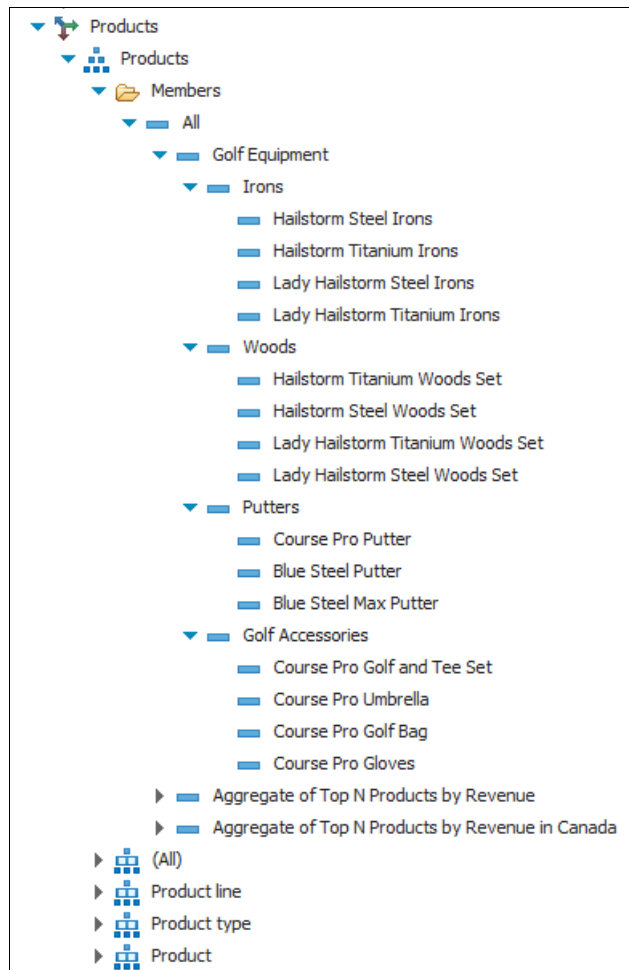 Products
Products
Members
All
Golf Equipment
Irons
Hailstorm Steel Irons
Hailstorm Titanium Irons
Lady Hailstorm Steel Irons
Lady Hailstorm Titanium Irons
Woods
Hailstorm Titanium Woods Set
Hailstorm Steel Woods Set
Lady Hailstorm Titanium Woods Set
Lady Hailstorm Steel Woods Set
Putters
Course Pro Putter
Blue Steel Putter
Blue Steel Max Putter
Golf Accessories
Course Pro Golf and Tee Set
Course Pro Umbrella
Course Pro Golf Bag
Course Pro Gloves
Aggregate of Top N Products by Revenue
Aggregate of Top N Products by Revenue in Canada
(All)
Product line
Product type
Product